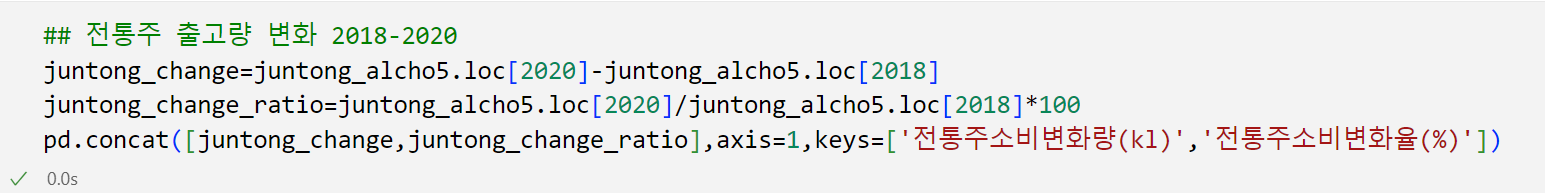 ## 전통주 출고량 변화 2018-2020
juntong_change=juntong_alcho5.loc[2020]-juntong_alcho5.loc[2018]
juntong_change_ratio=juntong_alcho5.loc[2020]/juntong_alcho5.loc[2018]*100
pd.concat([juntong_change,juntong_change_ratio],axis=1,keys=['전통주소비변화량(kl)','전통주소비변화율(%)'])
0.0s